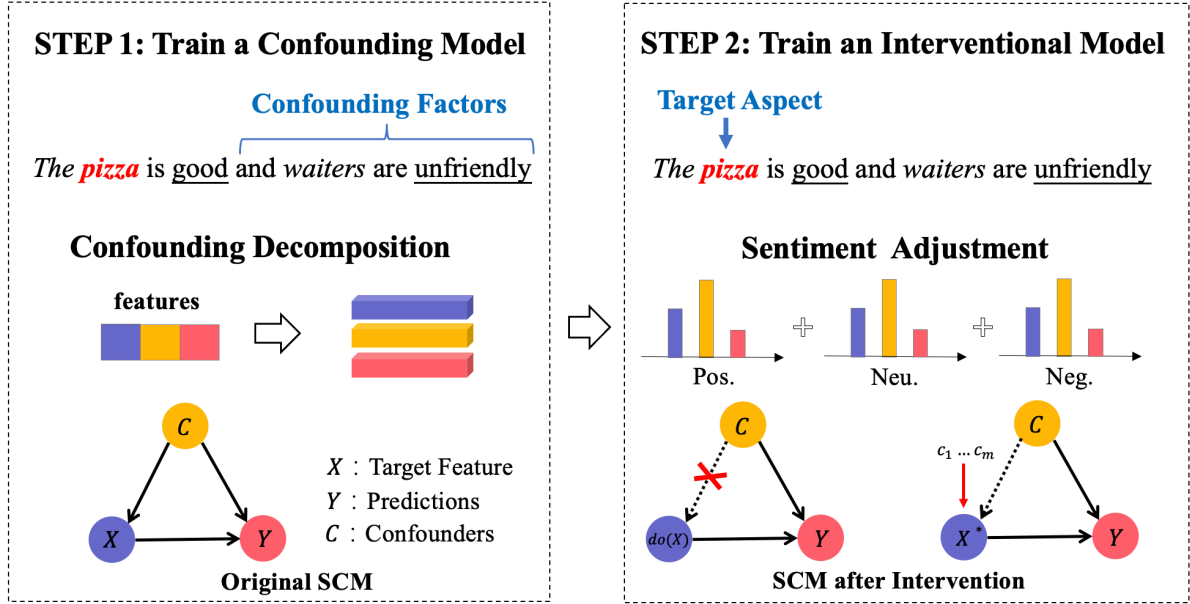 STEP 1: Train a Confounding Model
Confounding Factors
The pizza is good and waiters are unfriendly
Confounding Decomposition
features
C
X
Y
X : Target Feature
Y : Predictions
C : Confounders
Original SCM
STEP 2: Train an Interventional Model
Target Aspect
The pizza is good and waiters are unfriendly
Sentiment Adjustment
Pos.
Neu.
Neg.
C
do(X)
Y
C
c₁ ... cₘ
X*
Y
SCM after Intervention